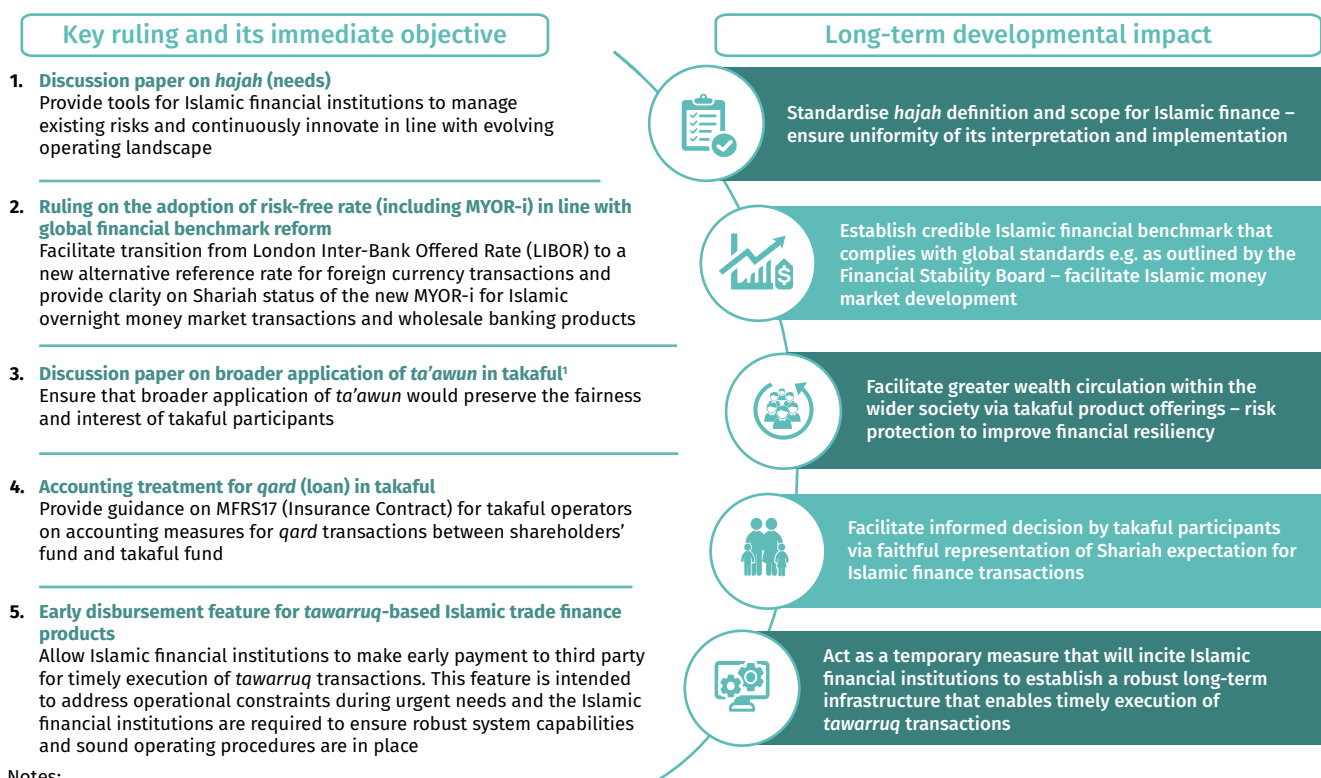 Key ruling and its immediate objective
Long-term developmental impact
1. Discussion paper on hajah (needs)
Provide tools for Islamic financial institutions to manage
existing risks and continuously innovate in line with evolving
operating landscape
Standardise hajah definition and scope for Islamic finance –
ensure uniformity of its interpretation and implementation
2. Ruling on the adoption of risk-free rate (including MYOR-i) in line with
global financial benchmark reform
Facilitate transition from London Inter-Bank Offered Rate (LIBOR) to a
new alternative reference rate for foreign currency transactions and
provide clarity on Shariah status of the new MYOR-i for Islamic
overnight money market transactions and wholesale banking products
Establish credible Islamic financial benchmark that
complies with global standards e.g. as outlined by the
Financial Stability Board – facilitate Islamic money
market development
3. Discussion paper on broader application of ta'awun in takaful¹
Ensure that broader application of ta'awun would preserve the fairness
and interest of takaful participants
Facilitate greater wealth circulation within the
wider society via takaful product offerings – risk
protection to improve financial resiliency
4. Accounting treatment for qard (loan) in takaful
Provide guidance on MFRS17 (Insurance Contract) for takaful operators
on accounting measures for qard transactions between shareholders'
fund and takaful fund
Facilitate informed decision by takaful participants
via faithful representation of Shariah expectation for
Islamic finance transactions
5. Early disbursement feature for tawarruq-based Islamic trade finance
products
Allow Islamic financial institutions to make early payment to third party
for timely execution of tawarruq transactions. This feature is intended
to address operational constraints during urgent needs and the Islamic
financial institutions are required to ensure robust system capabilities
and sound operating procedures are in place
Act as a temporary measure that will incite Islamic
financial institutions to establish a robust long-term
infrastructure that enables timely execution of
tawarruq transactions
Notes: